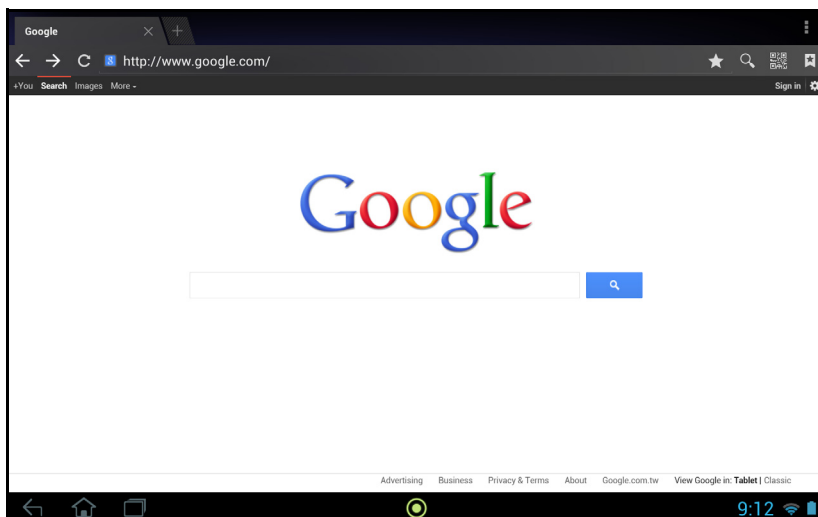 Google
http://www.google.com/
+You Search Images More
Sign in
Google
Advertising Business Privacy & Terms About Google.com.tw View Google in: Tablet | Classic
9:12